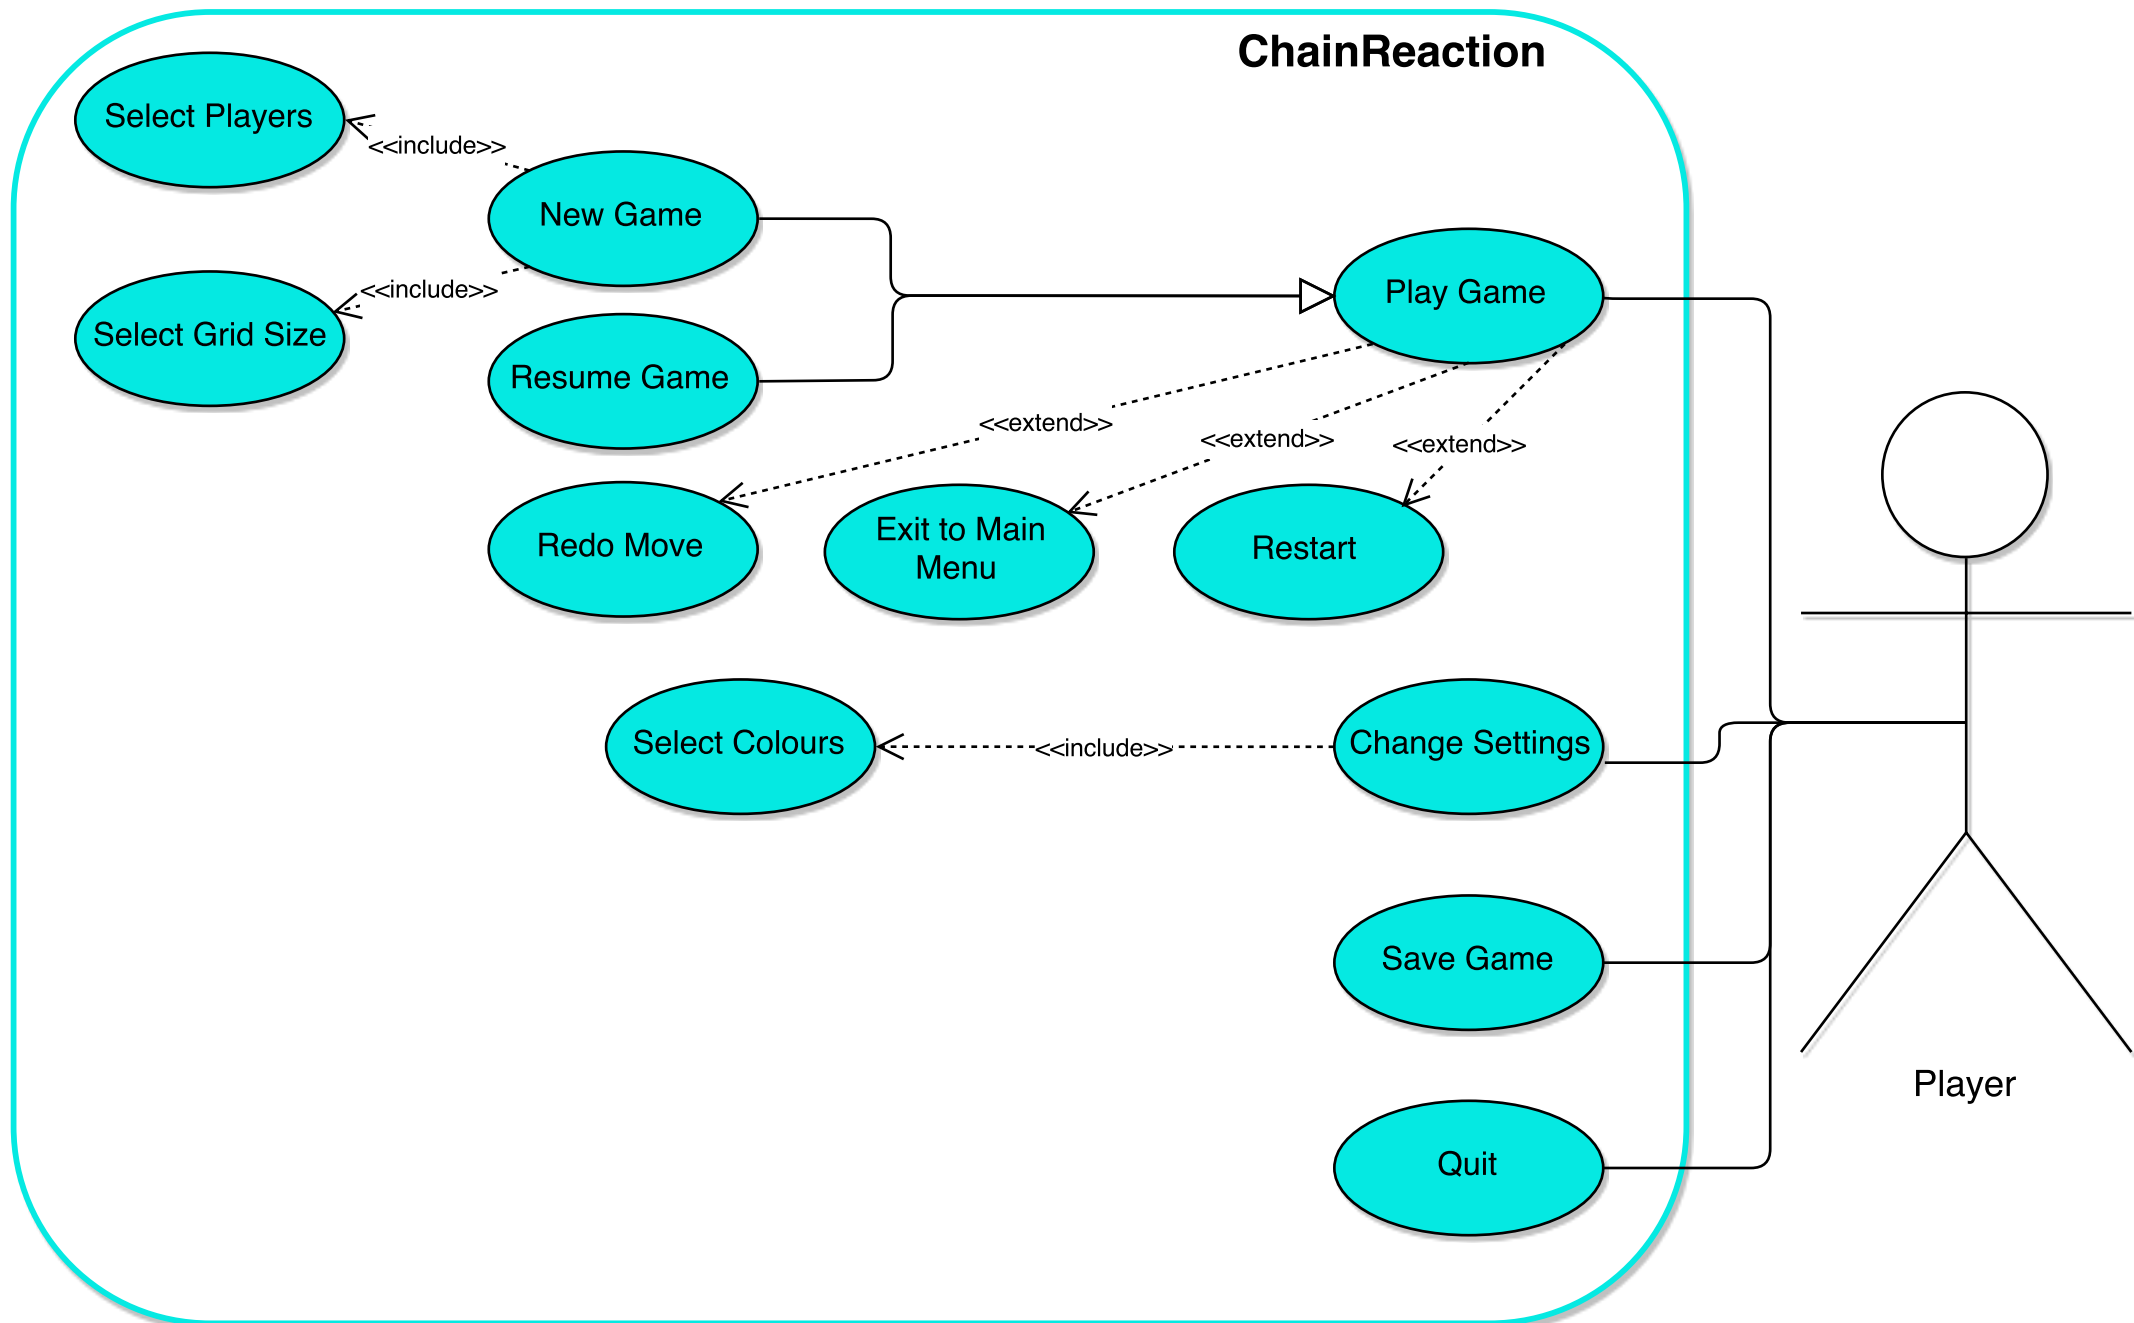 ChainReaction
Select Players
<<include>>
New Game
<<include>>
Select Grid Size
Resume Game
Play Game
<<extend>>
<<extend>>
<<extend>>
Redo Move
Exit to Main
Menu
Restart
Select Colours
<<include>>
Change Settings
Save Game
Player
Quit